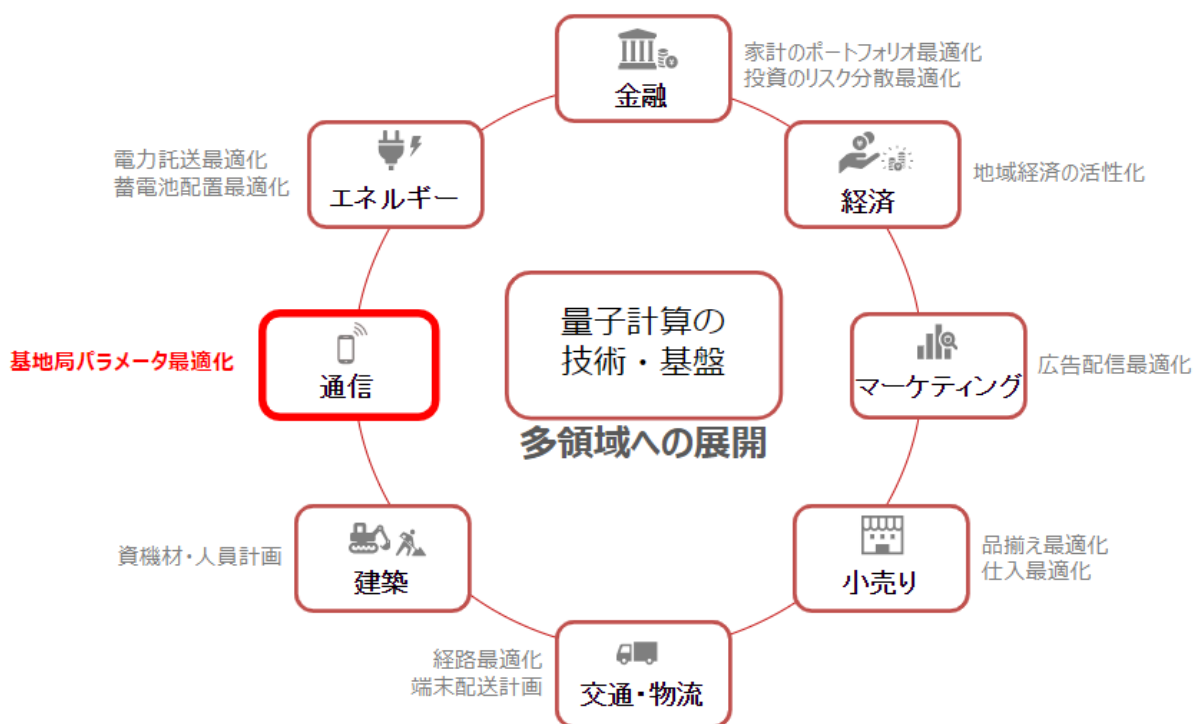 金融
家計のポートフォリオ最適化
投資のリスク分散最適化
経済
地域経済の活性化
マーケティング
広告配信最適化
小売り
品揃え最適化
仕入最適化
交通・物流
経路最適化
端末配送計画
建築
資機材・人員計画
通信
基地局パラメータ最適化
エネルギー
電力託送最適化
蓄電池配置最適化
量子計算の
技術・基盤
多領域への展開